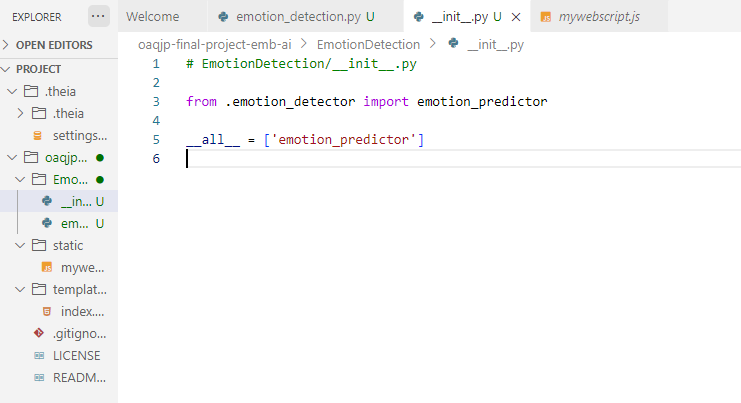 EXPLORER
Welcome
emotion_detection.py U
__init__.py U
mywebscript.js
OPEN EDITORS
oaqjp-final-project-emb-ai > EmotionDetection > __init__.py
PROJECT
.theia
.theia
settings...
oaqjp...
Emo...
__in... U
em... U
static
mywe...
templat...
index....
.gitigno...
LICENSE
READM...
1 # EmotionDetection/__init__.py
2
3 from .emotion_detector import emotion_predictor
4
5 __all__ = ['emotion_predictor']
6